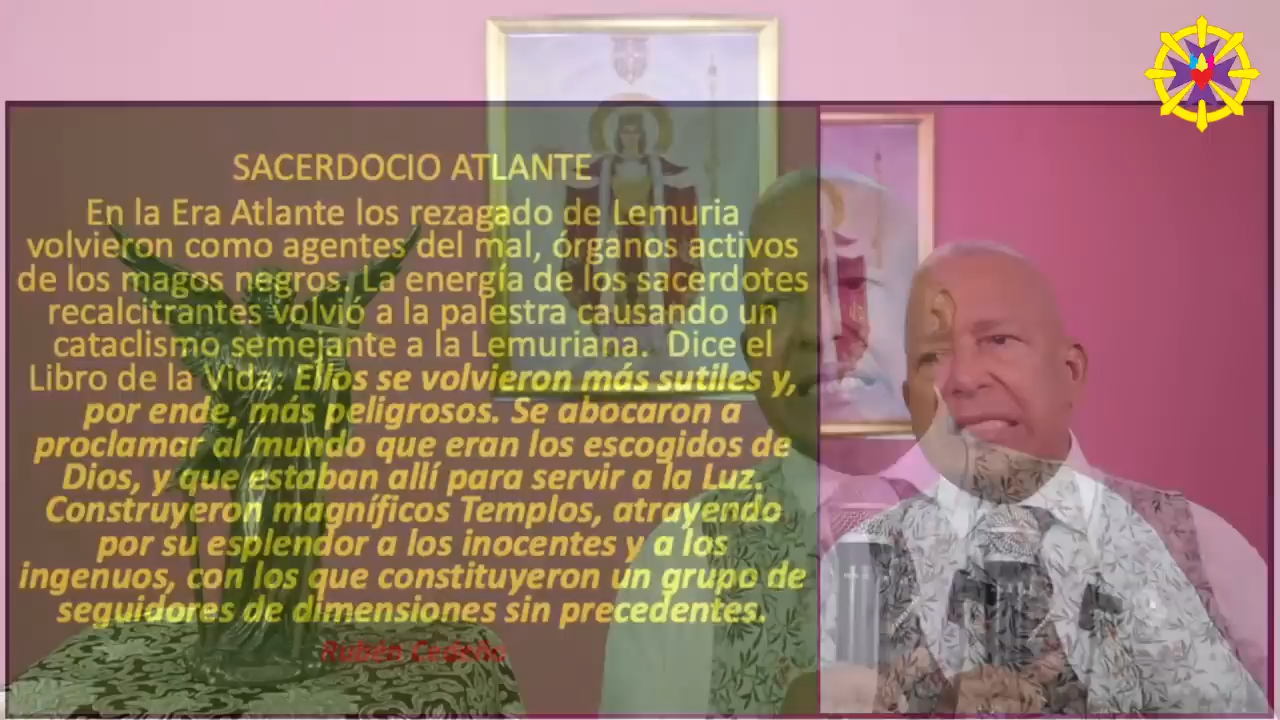 SACERDOCIO ATLANTE
En la Era Atlante los rezagado de Lemuria
volvieron como agentes del mal, órganos activos
de los magos negros. La energía de los sacerdotes
recalcitrantes volvió a la palestra causando un
cataclismo semejante a la Lemuriana. Dice el
Libro de la Vida: Ellos se volvieron más sutiles y,
por ende, más peligrosos. Se abocaron a
proclamar al mundo que eran los escogidos de
Dios, y que estaban allí para servir a la Luz.
Construyeron magníficos Templos, atrayendo
por su esplendor a los inocentes y a los
ingenuos, con los que constituyeron un grupo de
seguidores de dimensiones sin precedentes.
Rubén Cedeño